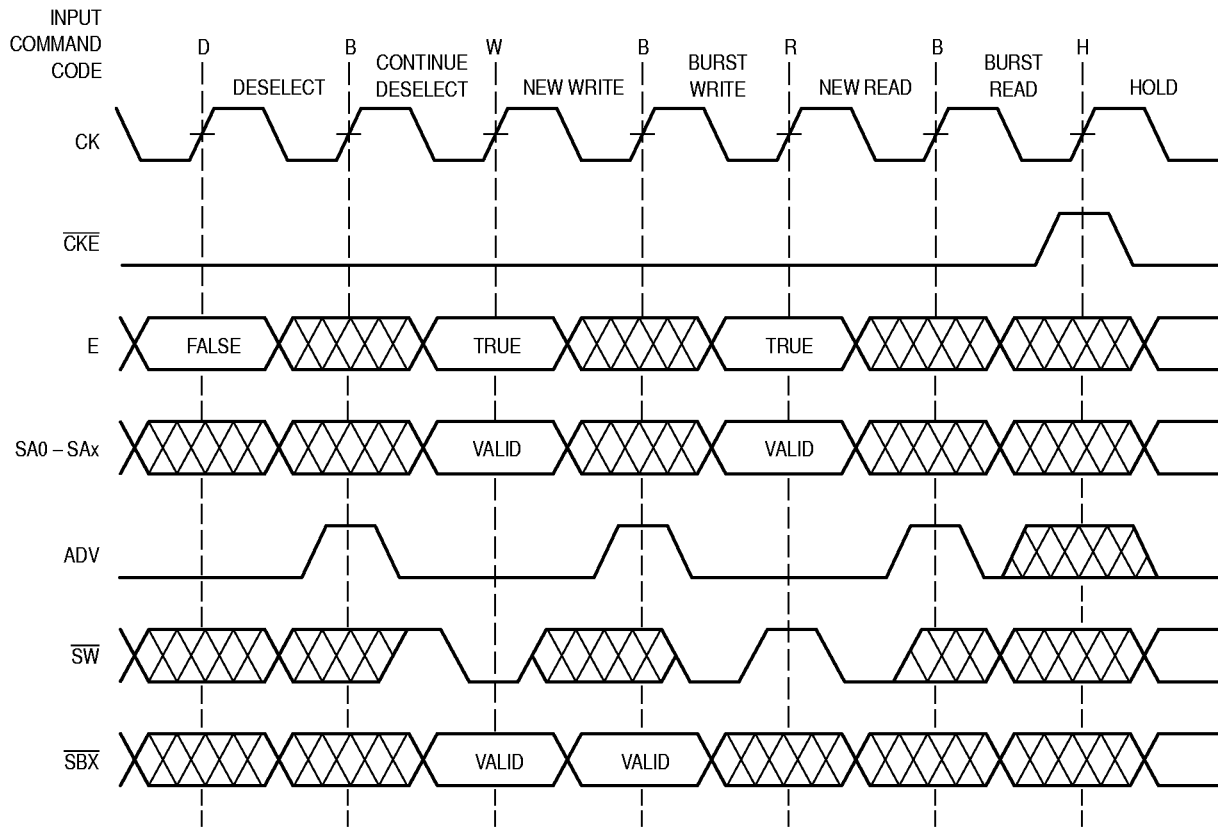 INPUT
COMMAND
CODE
D B W B R B H
DESELECT
CONTINUE
DESELECT
NEW WRITE
BURST
WRITE
NEW READ
BURST
READ
HOLD
CK
CKE
E FALSE TRUE TRUE
SA0 – SAx VALID VALID
ADV
SW
SBX VALID VALID